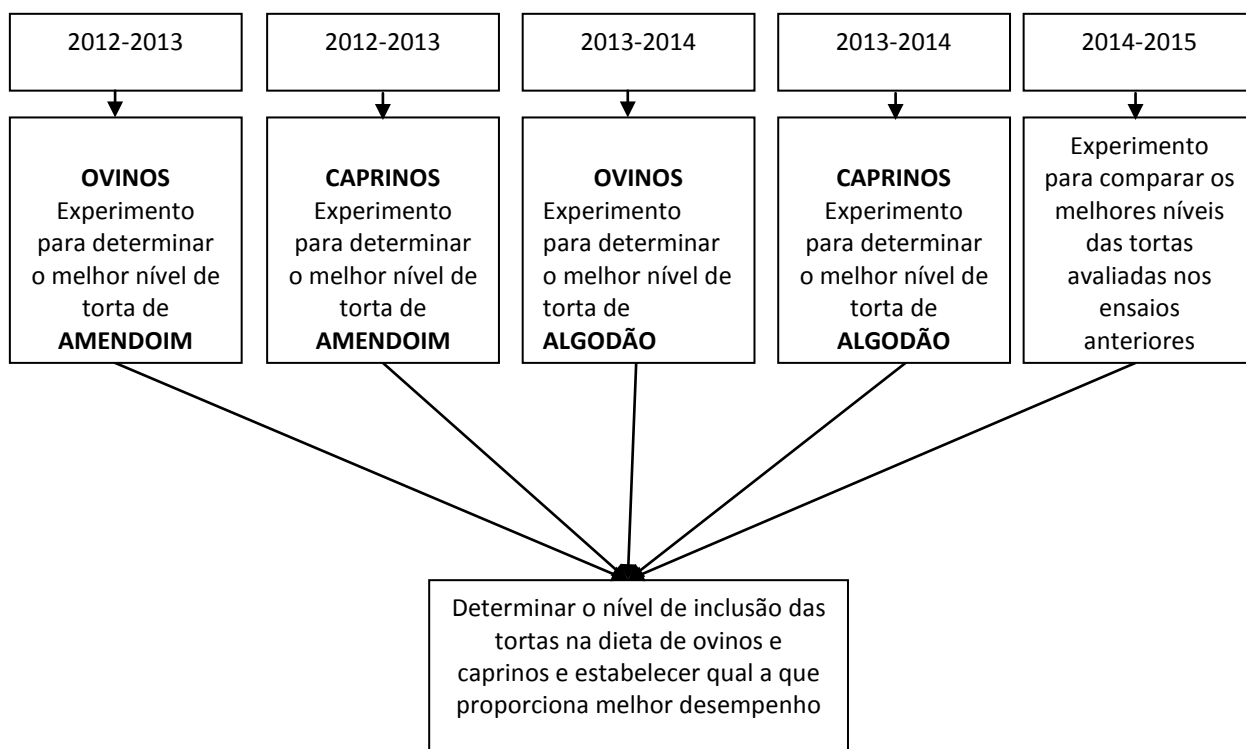 2012-2013
2012-2013
2013-2014
2013-2014
2014-2015
OVINOS
Experimento
para determinar
o melhor nível de
torta de
AMENDOIM
CAPRINOS
Experimento
para determinar
o melhor nível de
torta de
AMENDOIM
OVINOS
Experimento
para determinar
o melhor nível de
torta de
ALGODÃO
CAPRINOS
Experimento
para determinar
o melhor nível de
torta de
ALGODÃO
Experimento
para comparar os
melhores níveis
das tortas
avaliadas nos
ensaios
anteriores
Determinar o nível de inclusão das
tortas na dieta de ovinos e
caprinos e estabelecer qual a que
proporciona melhor desempenho